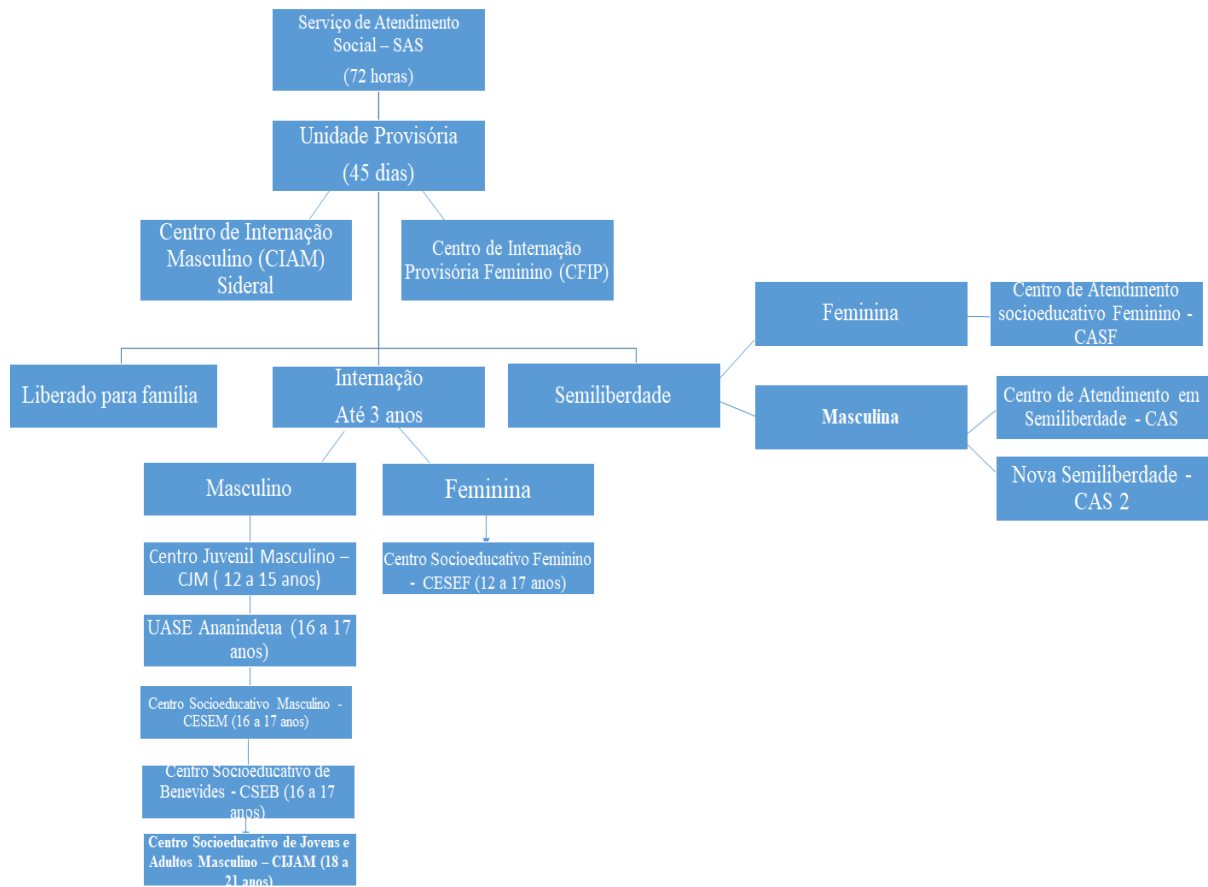 Serviço de Atendimento
Social – SAS
(72 horas)
Unidade Provisória
(45 dias)
Centro de Internação
Masculino (CIAM)
Sideral
Centro de Internação
Provisória Feminino (CFIP)
Feminina
Centro de Atendimento
socioeducativo Feminino -
CASF
Liberado para família
Internação
Até 3 anos
Semiliberdade
Masculina
Centro de Atendimento em
Semiliberdade - CAS
Nova Semiliberdade -
CAS 2
Masculino
Feminina
Centro Juvenil Masculino –
CJM ( 12 a 15 anos)
Centro Socioeducativo Feminino
- CESEF (12 a 17 anos)
UASE Ananindeua (16 a 17
anos)
Centro Socioeducativo Masculino -
CESEM (16 a 17 anos)
Centro Socioeducativo de
Benevides - CSEB (16 a 17
anos)
Centro Socioeducativo de Jovens e
Adultos Masculino – CIJAM (18 a
21 anos)